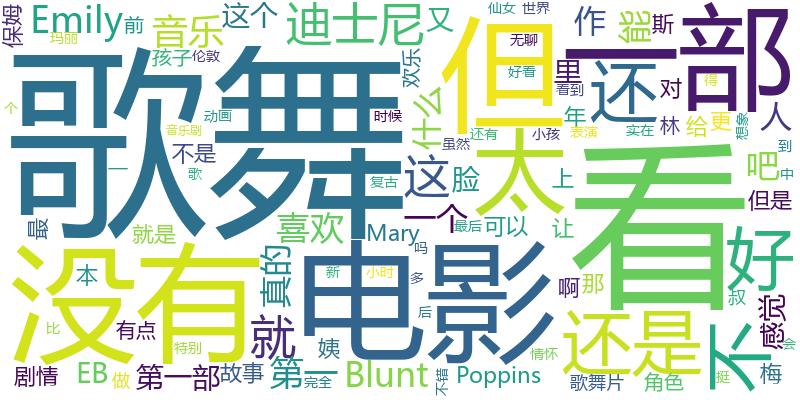 保姆
Emily
前
音乐
这个
迪士尼
又
仙女
世界
作
能
斯
一部
玛丽
孩子
伦敦
欢乐
但
无聊
好看
里
看到
还
对
得
歌舞
个
动画
时候
什么
年
林
给
更
人
音乐剧
不是
还有
小孩
表演
实在
想象
到
虽然
太
看
吧
中
一
歌
复古
这
脸
上
但是
最
就是
喜欢
一个
最后
可以
让
Mary
吗
没有
本
真的
电影
新
小时
多
啊
那
好
叔
感觉
比
有点
特别
就
姨
后
还是
不
会
剧情
EB
做
第一部
故事
第一
完全
Blunt
情怀
不错
Poppins
歌舞片
角色
挺
梅